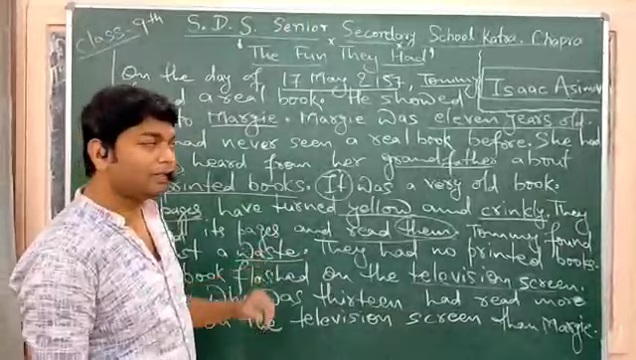 Class-9th
S.D.S. Senior Secondary School Katra. Chapra
'The Fun They Had'
Isaac Asimov
On the day of 17 May 2157, Tommy
a real book. He showed
to Margie. Margie was eleven years old.
had never seen a real book before. She had
heard from her grandfather about
printed books. It was a very old book.
pages have turned yellow and crinkly. They
its pages and read them. Tommy found
a waste. They had no printed books.
book flashed on the television screen.
was thirteen had read more
on the television screen than Margie.